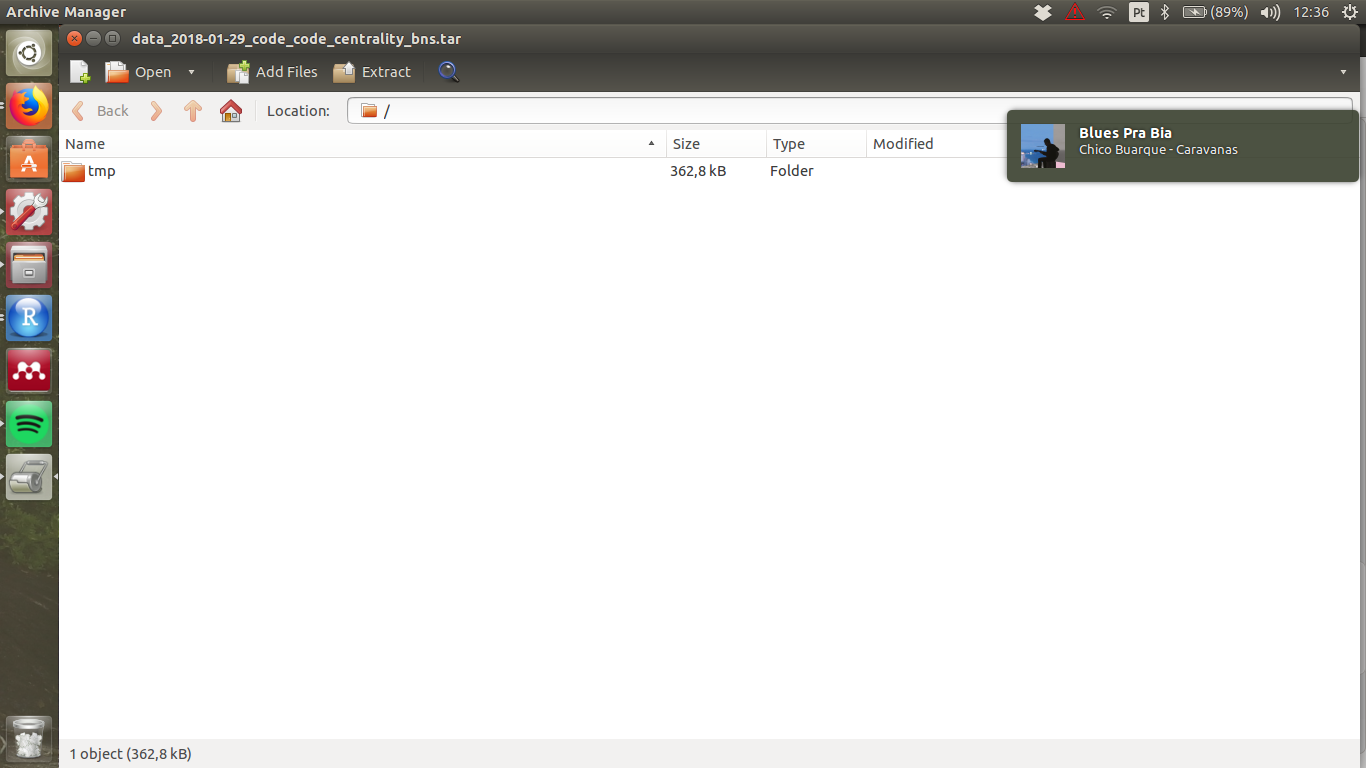 Archive Manager
Pt
(89%)
12:36
data_2018-01-29_code_code_centrality_bns.tar
Open
Add Files
Extract
Back
Location:
/
Blues Pra Bia
Chico Buarque - Caravanas
Name
Size
Type
Modified
tmp
362,8 kB
Folder
R
1 object (362,8 kB)